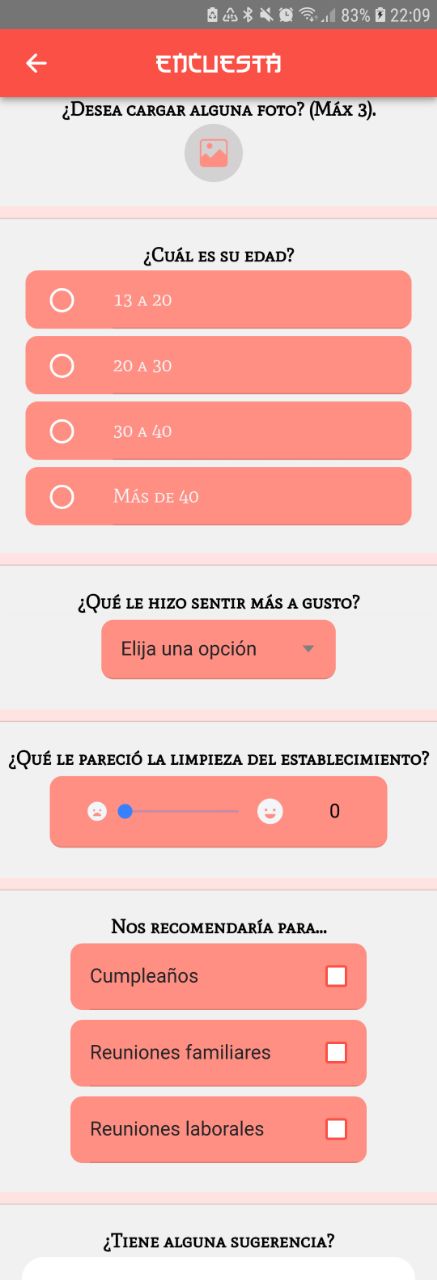 83% 22:09
ENCUESTA
¿Desea cargar alguna foto? (Máx 3).
¿Cuál es su edad?
13 a 20
20 a 30
30 a 40
Más de 40
¿Qué le hizo sentir más a gusto?
Elija una opción
¿Qué le pareció la limpieza del establecimiento?
0
Nos recomendaría para...
Cumpleaños
Reuniones familiares
Reuniones laborales
¿Tiene alguna sugerencia?